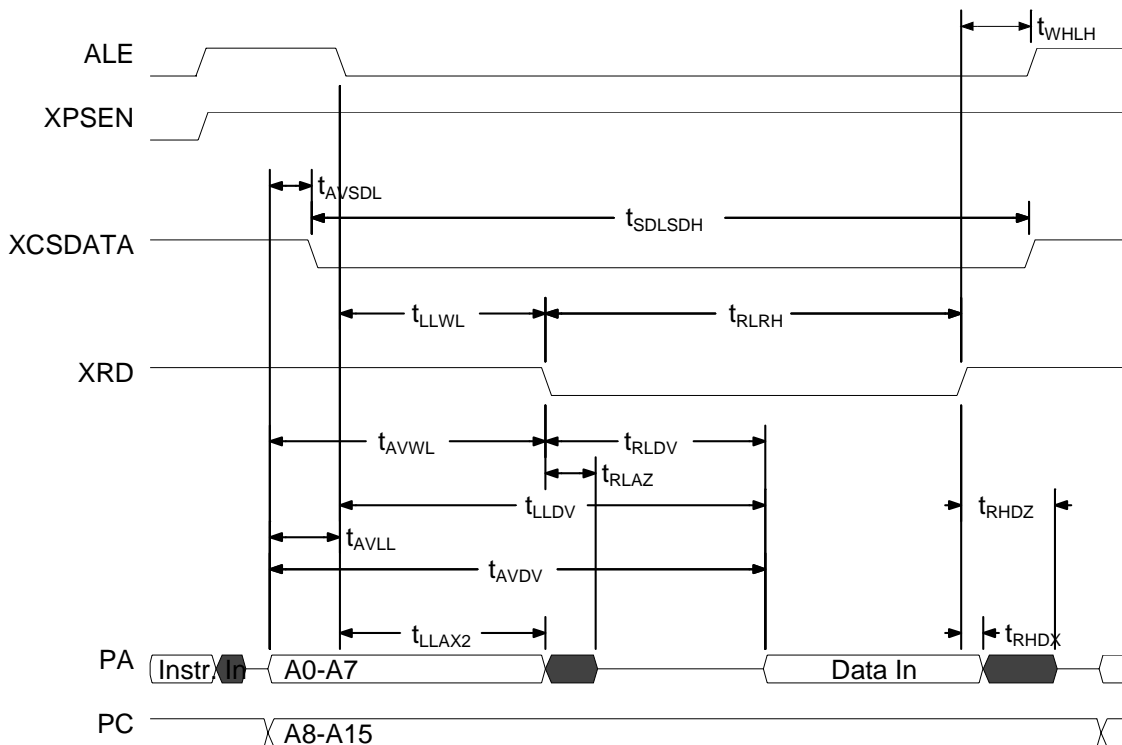 tWHLH
ALE
XPSEN
tAVSDL
tSDLSDH
XCSDATA
tLLWL tRLRH
XRD
tAVWL tRLDV
tRLAZ
tLLDV tRHDZ
tAVLL
tAVDV
tLLAX2 tRHDX
PA Instr. In A0-A7 Data In
PC A8-A15